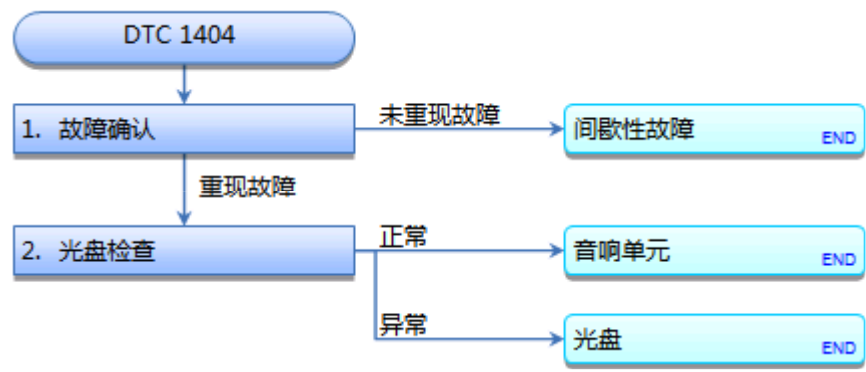 DTC 1404
1. 故障确认
未重现故障
间歇性故障
END
重现故障
2. 光盘检查
正常
音响单元
END
异常
光盘
END